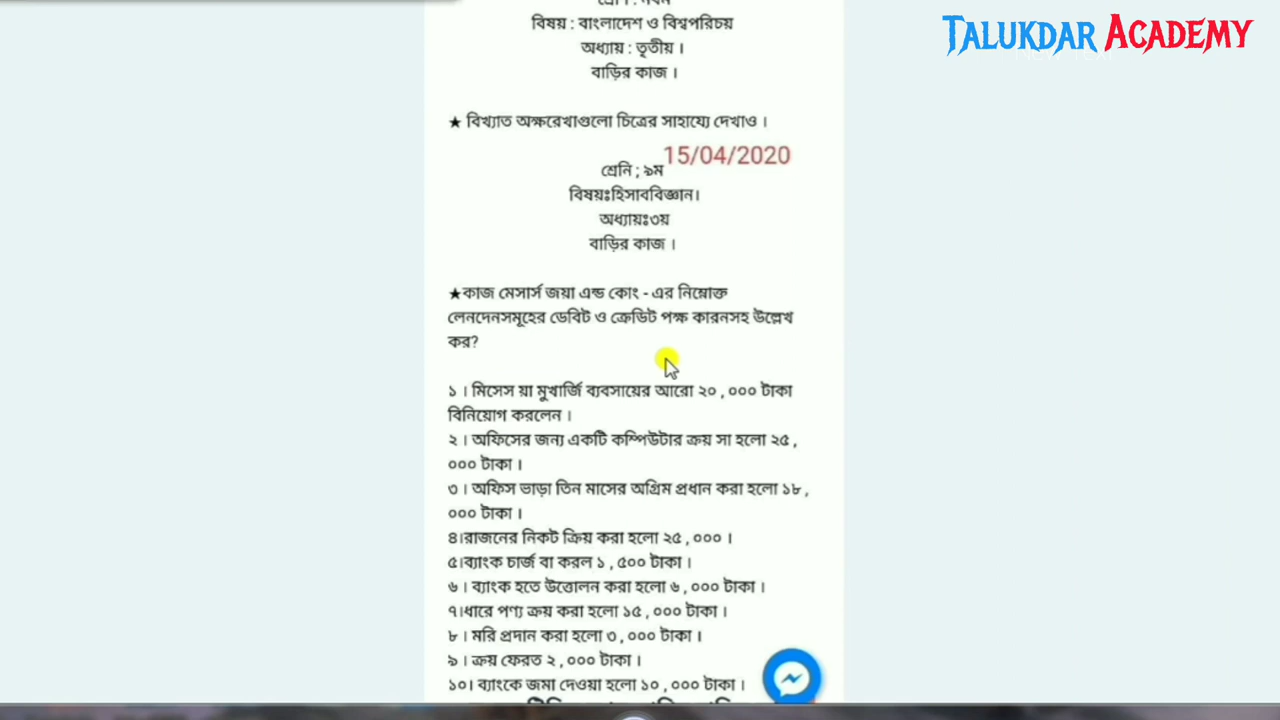 TALUKDAR ACADEMY
বিষয় : বাংলাদেশ ও বিশ্বপরিচয়
অধ্যায় : তৃতীয় ।
বাড়ির কাজ ।
★ বিখ্যাত অক্ষরেখাগুলো চিত্রের সাহায্যে দেখাও ।
15/04/2020
শ্রেনি ; ৯ম
বিষয়ঃহিসাববিজ্ঞান।
অধ্যায়ঃ৩য়
বাড়ির কাজ ।
★কাজ মেসার্স জয়া এন্ড কোং - এর নিম্নোক্ত
লেনদেনসমূহের ডেবিট ও ক্রেডিট পক্ষ কারনসহ উল্লেখ
কর?
১ । মিসেস য়া মুখার্জি ব্যবসায়ের আরো ২০ , ০০০ টাকা
বিনিয়োগ করলেন ।
২ । অফিসের জন্য একটি কম্পিউটার ক্রয় সা হলো ২৫ ,
০০০ টাকা ।
৩ । অফিস ভাড়া তিন মাসের অগ্রিম প্রধান করা হলো ১৮ ,
০০০ টাকা ।
৪।রাজনের নিকট ক্রিয় করা হলো ২৫ , ০০০ ।
৫।ব্যাংক চার্জ বা করল ১ , ৫০০ টাকা ।
৬ । ব্যাংক হতে উত্তোলন করা হলো ৬ , ০০০ টাকা ।
৭।ধারে পণ্য ক্রয় করা হলো ১৫ , ০০০ টাকা ।
৮ । মরি প্রদান করা হলো ৩ , ০০০ টাকা ।
৯ । ক্রয় ফেরত ২ , ০০০ টাকা ।
১০। ব্যাংকে জমা দেওয়া হলো ১০ , ০০০ টাকা ।